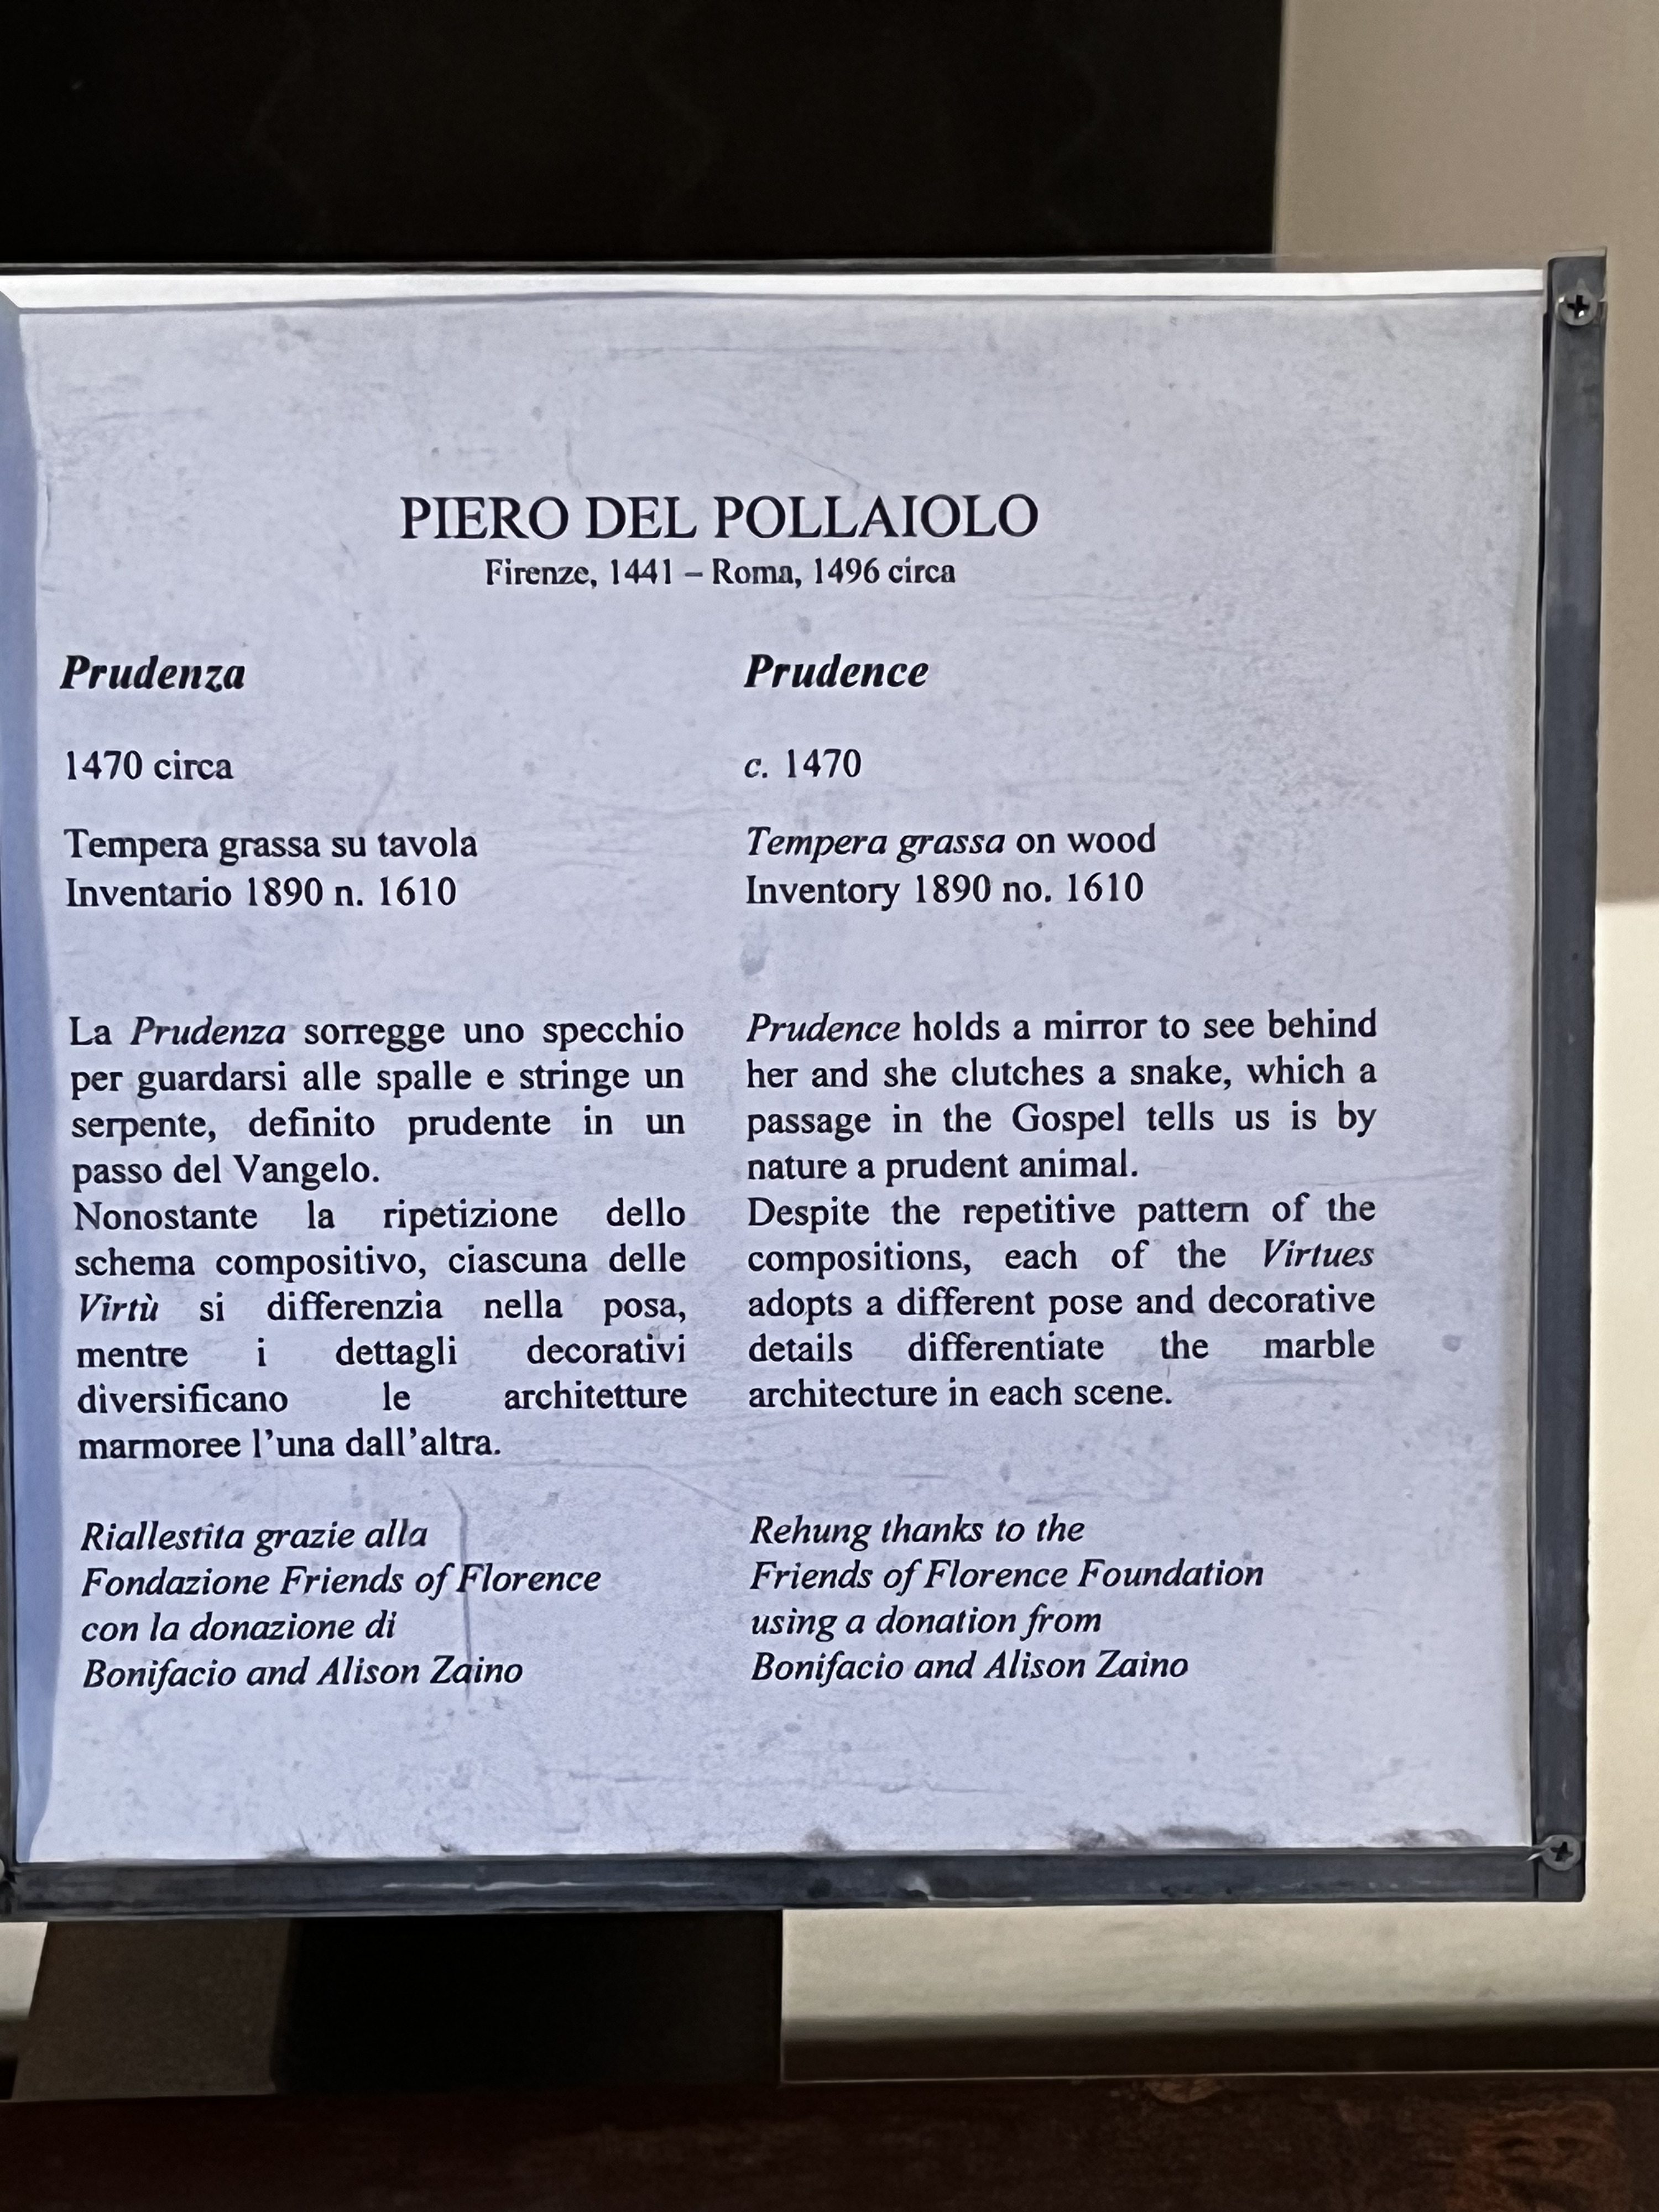 PIERO DEL POLLAIOLO
Firenze, 1441 – Roma, 1496 circa
Prudenza
1470 circa
Tempera grassa su tavola
Inventario 1890 n. 1610
La Prudenza sorregge uno specchio
per guardarsi alle spalle e stringe un
serpente, definito prudente in un
passo del Vangelo.
Nonostante la ripetizione dello
schema compositivo, ciascuna delle
Virtù si differenzia nella posa,
mentre i dettagli decorativi
diversificano le architetture
marmoree l’una dall’altra.
Riallestita grazie alla
Fondazione Friends of Florence
con la donazione di
Bonifacio and Alison Zaino
Prudence
c. 1470
Tempera grassa on wood
Inventory 1890 no. 1610
Prudence holds a mirror to see behind
her and she clutches a snake, which a
passage in the Gospel tells us is by
nature a prudent animal.
Despite the repetitive pattern of the
compositions, each of the Virtues
adopts a different pose and decorative
details differentiate the marble
architecture in each scene.
Rehung thanks to the
Friends of Florence Foundation
using a donation from
Bonifacio and Alison Zaino